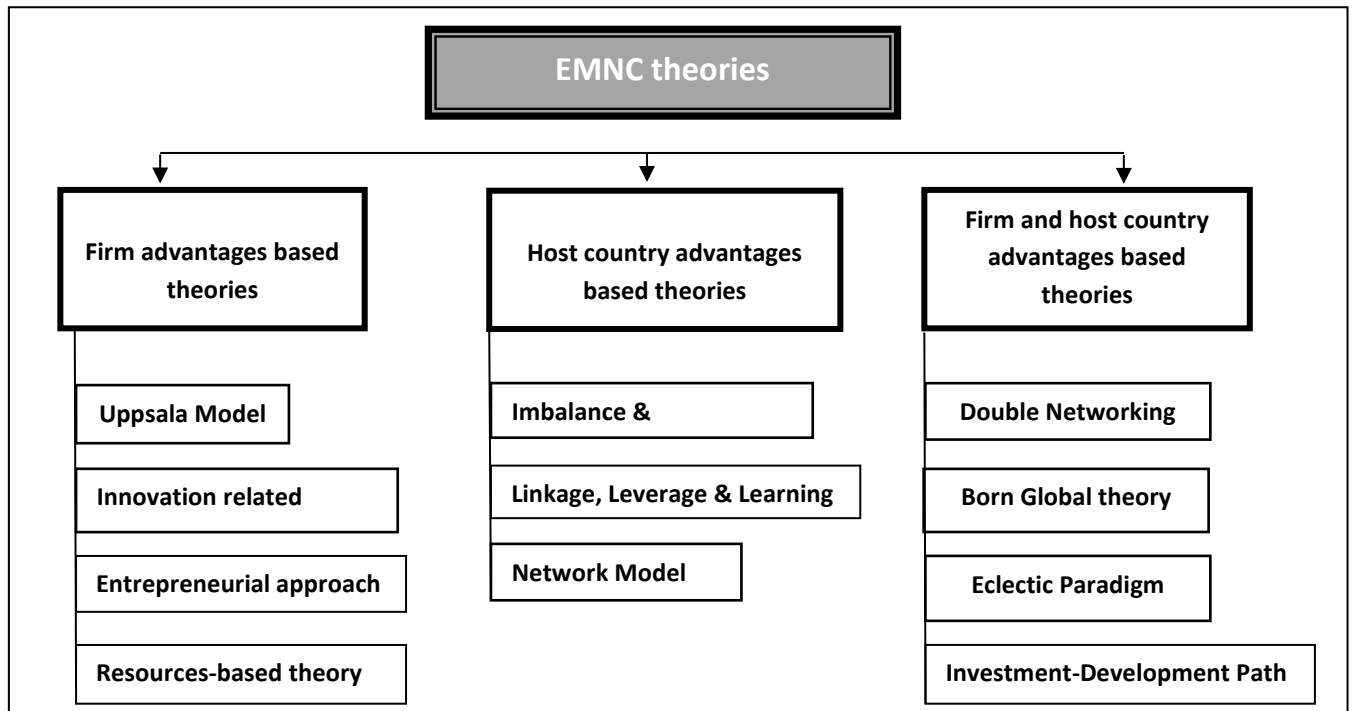 EMNC theories
Firm advantages based
theories
Host country advantages
based theories
Firm and host country
advantages based
theories
Uppsala Model
Innovation related
Entrepreneurial approach
Resources-based theory
Imbalance &
Linkage, Leverage & Learning
Network Model
Double Networking
Born Global theory
Eclectic Paradigm
Investment-Development Path